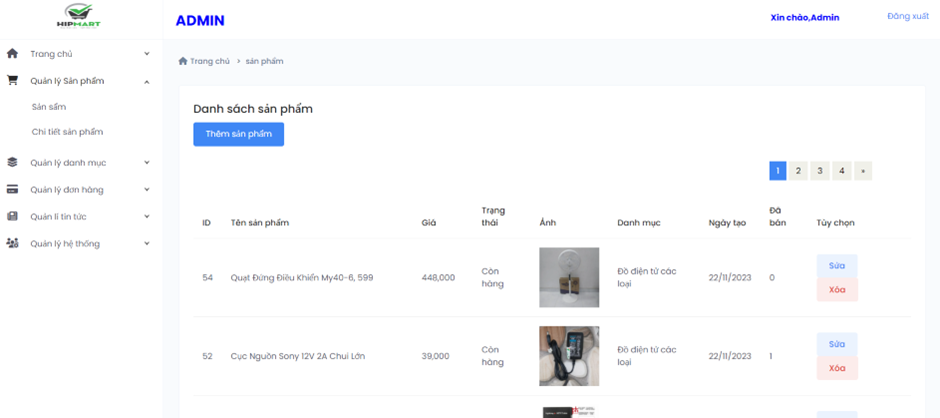 HIPMART
ADMIN
Xin chào,Admin
Đăng xuất
Trang chủ
Quản lý Sản phẩm
Sản sẩm
Chi tiết sản phẩm
Quản lý danh mục
Quản lý đơn hàng
Quản lí tin tức
Quản lý hệ thống
Trang chủ > sản phẩm
Danh sách sản phẩm
Thêm sản phẩm
1 2 3 4 »
ID Tên sản phẩm Giá Trạng thái Ảnh Danh mục Ngày tạo Đã bán Tùy chọn
54 Quạt Đứng Điều Khiển My40-6, 599 448,000 Còn hàng Đồ điện tử các loại 22/11/2023 0
Sửa
Xóa
52 Cục Nguồn Sony 12V 2A Chui Lớn 39,000 Còn hàng Đồ điện tử các loại 22/11/2023 1
Sửa
Xóa